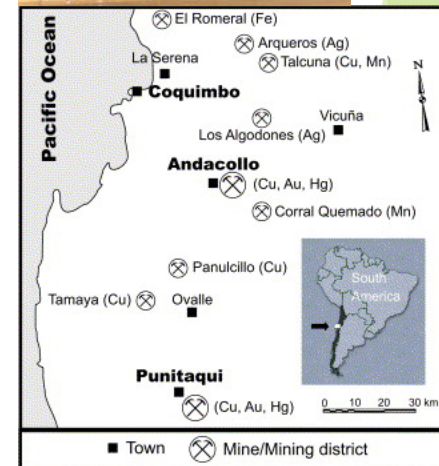 Pacific Ocean
El Romeral (Fe)
Arqueros (Ag)
La Serena
Talcuna (Cu, Mn)
N
Coquimbo
Vicuña
Los Algodones (Ag)
Andacollo
(Cu, Au, Hg)
Corral Quemado (Mn)
Panulcillo (Cu)
South
America
Tamaya (Cu)
Ovalle
Punitaqui
(Cu, Au, Hg)
0 10 20 30 km
Town
Mine/Mining district